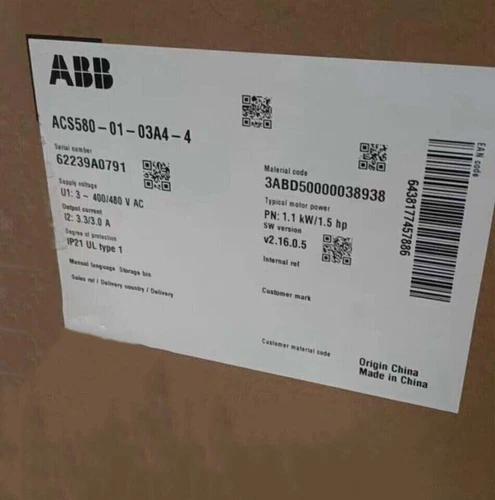 ABB
ACS580-01-03A4-4
Serial number
62239A0791
Supply voltage
U1: 3 ~ 400/480 V AC
Output current
I2: 3.3/3.0 A
Degree of protection
IP21 UL type 1
Manual language Storage bin
Sales ref / Delivery country / Delivery
Material code
3ABD50000038938
Typical motor power
PN: 1.1 kW/1.5 hp
SW version
v2.16.0.5
Internal ref
Customer mark
Customer material code
EAN code
6438177457886
Origin China
Made in China